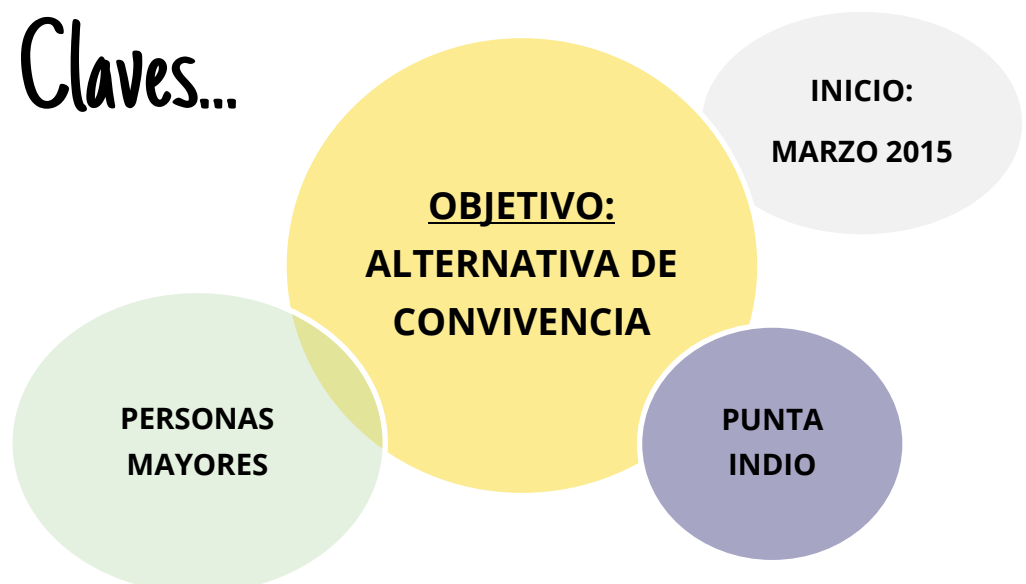 Claves...
INICIO:
MARZO 2015
OBJETIVO:
ALTERNATIVA DE
CONVIVENCIA
PERSONAS
MAYORES
PUNTA
INDIO